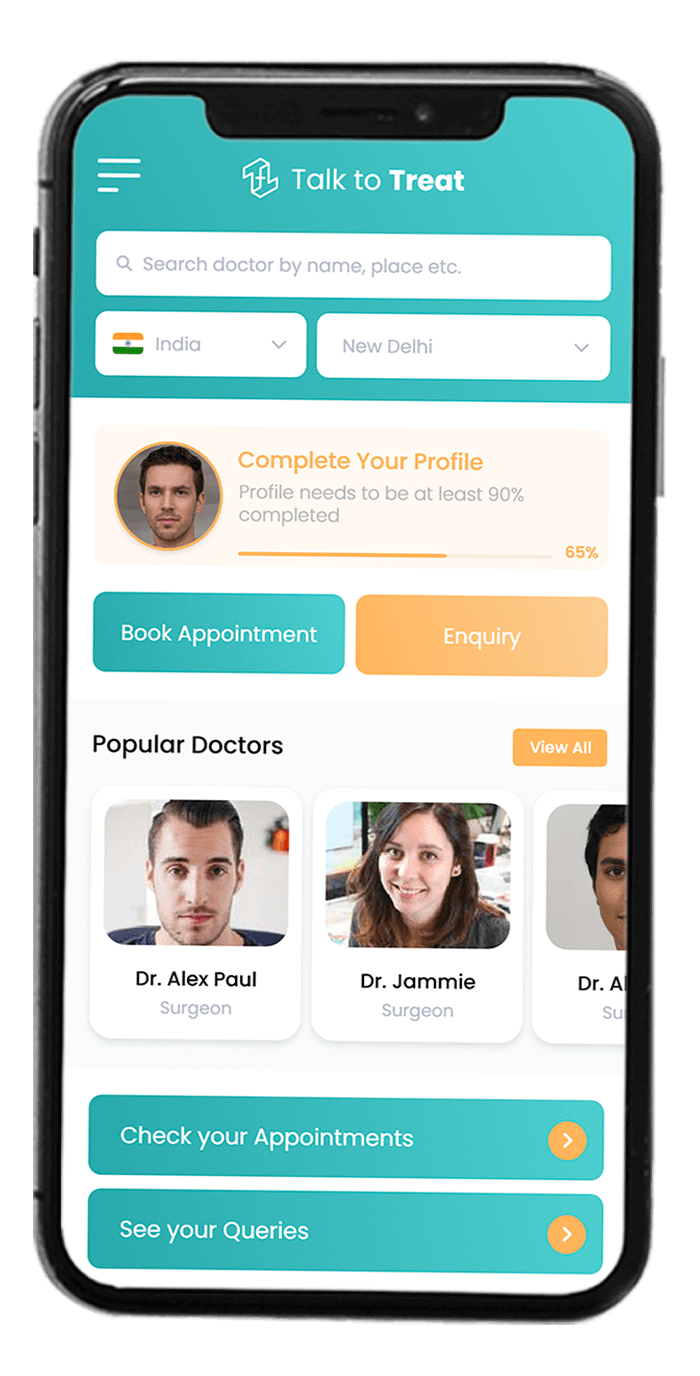 Talk to Treat
Search doctor by name, place etc.
India
New Delhi
Complete Your Profile
Profile needs to be at least 90%
completed
65%
Book Appointment
Enquiry
Popular Doctors
View All
Dr. Alex Paul
Surgeon
Dr. Jammie
Surgeon
Dr. Al
Su
Check your Appointments
See your Queries